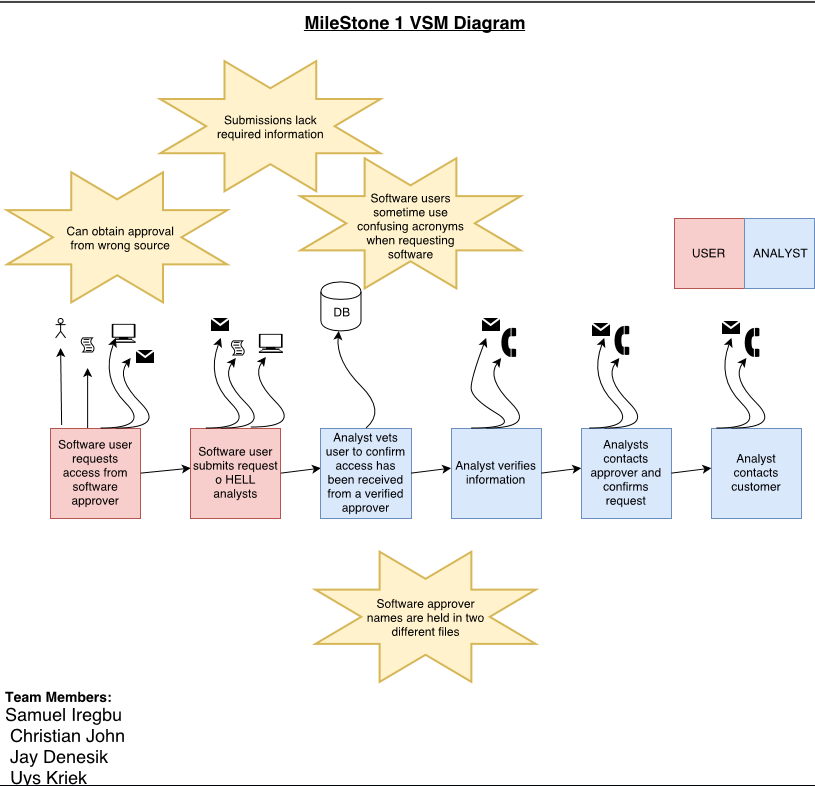 MileStone 1 VSM Diagram
Submissions lack
required information
Can obtain approval
from wrong source
Software users
sometime use
confusing acronyms
when requesting
software
USER
ANALYST
DB
Software user
requests
access from
software
approver
Software user
submits request
o HELL
analysts
Analyst vets
user to confirm
access has
been received
from a verified
approver
Analyst verifies
information
Analysts
contacts
approver and
confirms
request
Analyst
contacts
customer
Software approver
names are held in two
different files
Team Members:
Samuel Iregbu
Christian John
Jay Denesik
Uys Kriek